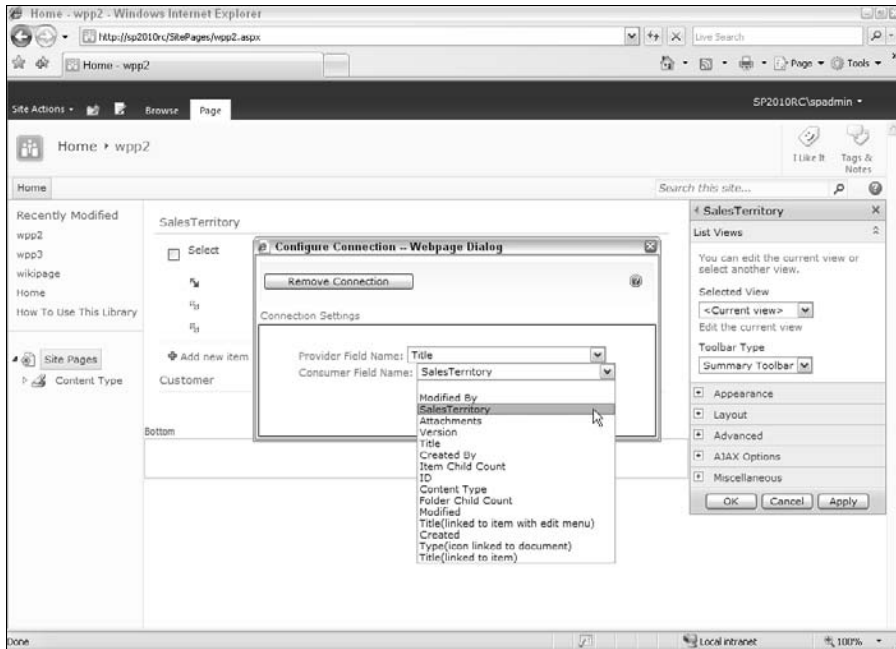 Home - wpp2 - Windows Internet Explorer
http://sp2010rc/SitePages/wpp2.aspx
Live Search
Home - wpp2
Page
Tools
Site Actions
Browse
Page
SP2010RC\spadmin
Home ▸ wpp2
I Like It
Tags & Notes
Home
Search this site...
Recently Modified
wpp2
wpp3
wikipage
Home
How To Use This Library
Site Pages
Content Type
SalesTerritory
Select
Add new item
Customer
Bottom
Configure Connection -- Webpage Dialog
Remove Connection
Connection Settings
Provider Field Name: Title
Consumer Field Name: SalesTerritory
Modified By
SalesTerritory
Attachments
Version
Title
Created By
Item Child Count
ID
Content Type
Folder Child Count
Modified
Title(linked to item with edit menu)
Created
Type(icon linked to document)
Title(linked to item)
SalesTerritory
List Views
You can edit the current view or
select another view.
Selected View
<Current view>
Edit the current view
Toolbar Type
Summary Toolbar
Appearance
Layout
Advanced
AJAX Options
Miscellaneous
OK Cancel Apply
Done
Local intranet
100%